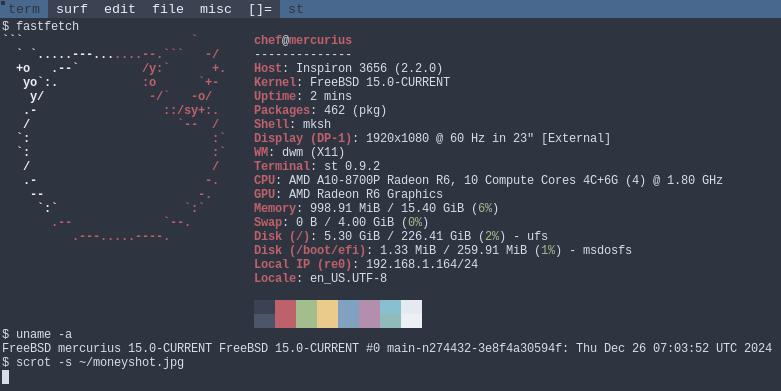 term surf edit file misc []= st
$ fastfetch
```                        `
  ` `.....---.......--.```   -/
  +o   .--`         /y:`      +.
   yo`:.            :o      `+-
    y/               -/`   -o/
   .-                  ::/sy+:.
   /                     `--  /
  `:                          :`
  `:                          :`
   /                          /
   .-                        -.
    --                      -.
     `:`                  `:`
       .--             `--.
          .---.....----.
chef@mercurius
--------------
Host: Inspiron 3656 (2.2.0)
Kernel: FreeBSD 15.0-CURRENT
Uptime: 2 mins
Packages: 462 (pkg)
Shell: mksh
Display (DP-1): 1920x1080 @ 60 Hz in 23" [External]
WM: dwm (X11)
Terminal: st 0.9.2
CPU: AMD A10-8700P Radeon R6, 10 Compute Cores 4C+6G (4) @ 1.80 GHz
GPU: AMD Radeon R6 Graphics
Memory: 998.91 MiB / 15.40 GiB (6%)
Swap: 0 B / 4.00 GiB (0%)
Disk (/): 5.30 GiB / 226.41 GiB (2%) - ufs
Disk (/boot/efi): 1.33 MiB / 259.91 MiB (1%) - msdosfs
Local IP (re0): 192.168.1.164/24
Locale: en_US.UTF-8
$ uname -a
FreeBSD mercurius 15.0-CURRENT FreeBSD 15.0-CURRENT #0 main-n274432-3e8f4a30594f: Thu Dec 26 07:03:52 UTC 2024
$ scrot -s ~/moneyshot.jpg